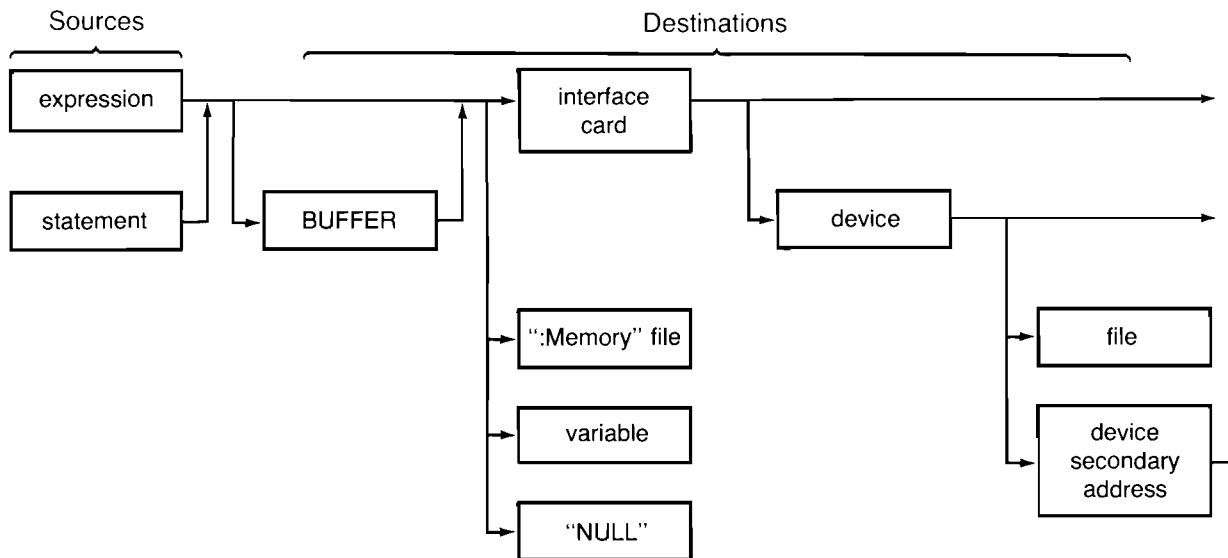 Sources
Destinations
expression
interface
card
statement
BUFFER
device
“:Memory” file
file
variable
device
secondary
address
“NULL”